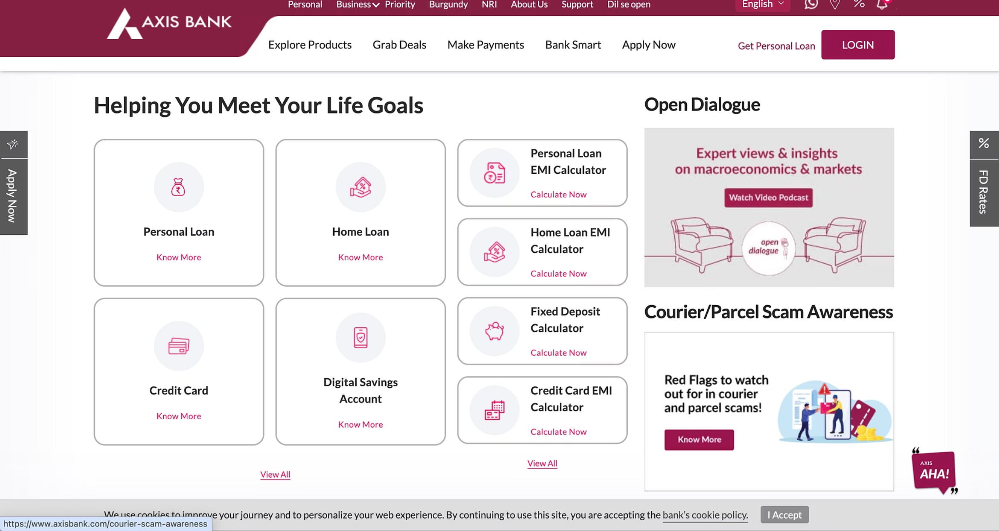 Personal Business Priority Burgundy NRI About Us Support Dil se open English
AXIS BANK
Explore Products Grab Deals Make Payments Bank Smart Apply Now Get Personal Loan LOGIN
Helping You Meet Your Life Goals
Apply Now
Personal Loan
Know More
Home Loan
Know More
Credit Card
Know More
Digital Savings
Account
Know More
View All
Personal Loan
EMI Calculator
Calculate Now
Home Loan EMI
Calculator
Calculate Now
Fixed Deposit
Calculator
Calculate Now
Credit Card EMI
Calculator
Calculate Now
View All
Open Dialogue
Expert views & insights
on macroeconomics & markets
Watch Video Podcast
open
dialogue
Courier/Parcel Scam Awareness
Red Flags to watch
out for in courier
and parcel scams!
Know More
%
FD Rates
“
AXIS
AHA!
”
We use cookies to improve your journey and to personalize your web experience. By continuing to use this site, you are accepting the bank’s cookie policy. I Accept
https://www.axisbank.com/courier-scam-awareness